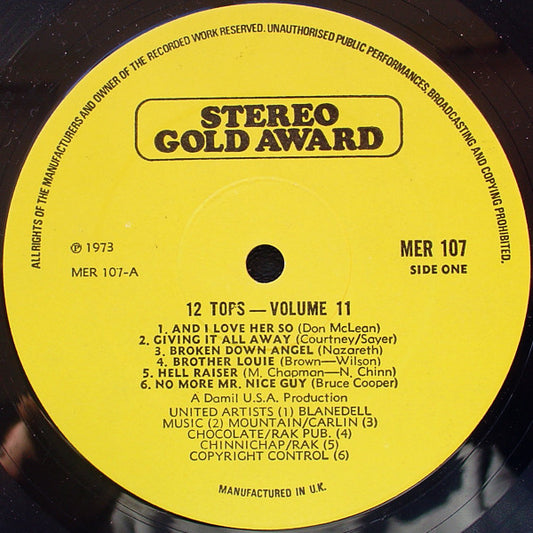 ALL RIGHTS OF THE MANUFACTURERS AND OWNER OF THE RECORDED WORK RESERVED. UNAUTHORISED PUBLIC PERFORMANCES, BROADCASTING AND COPYING PROHIBITED.
STEREO
GOLD AWARD
℗ 1973
MER 107-A
MER 107
SIDE ONE
12 TOPS — VOLUME 11
1. AND I LOVE HER SO (Don McLean)
2. GIVING IT ALL AWAY (Courtney/Sayer)
3. BROKEN DOWN ANGEL (Nazareth)
4. BROTHER LOUIE (Brown—Wilson)
5. HELL RAISER (M. Chapman—N. Chinn)
6. NO MORE MR. NICE GUY (Bruce Cooper)
A Damil U.S.A. Production
UNITED ARTISTS (1) BLANEDELL
MUSIC (2) MOUNTAIN/CARLIN (3)
CHOCOLATE/RAK PUB. (4)
CHINNICHAP/RAK (5)
COPYRIGHT CONTROL (6)
MANUFACTURED IN U.K.